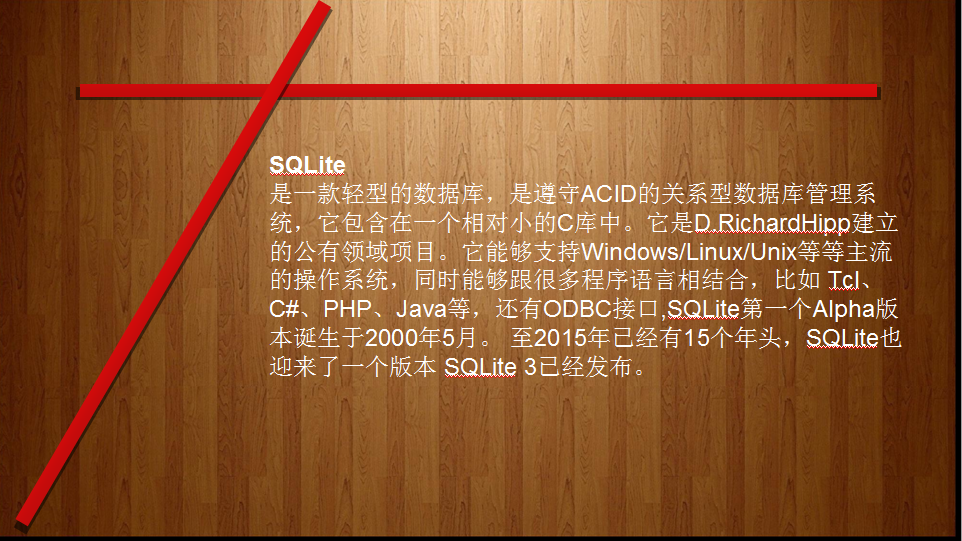 SQLite
是一款轻型的数据库，是遵守ACID的关系型数据库管理系
统，它包含在一个相对小的C库中。它是D.RichardHipp建立
的公有领域项目。它能够支持Windows/Linux/Unix等等主流
的操作系统，同时能够跟很多程序语言相结合，比如 Tcl、
C#、PHP、Java等，还有ODBC接口,SQLite第一个Alpha版
本诞生于2000年5月。 至2015年已经有15个年头，SQLite也
迎来了一个版本 SQLite 3已经发布。